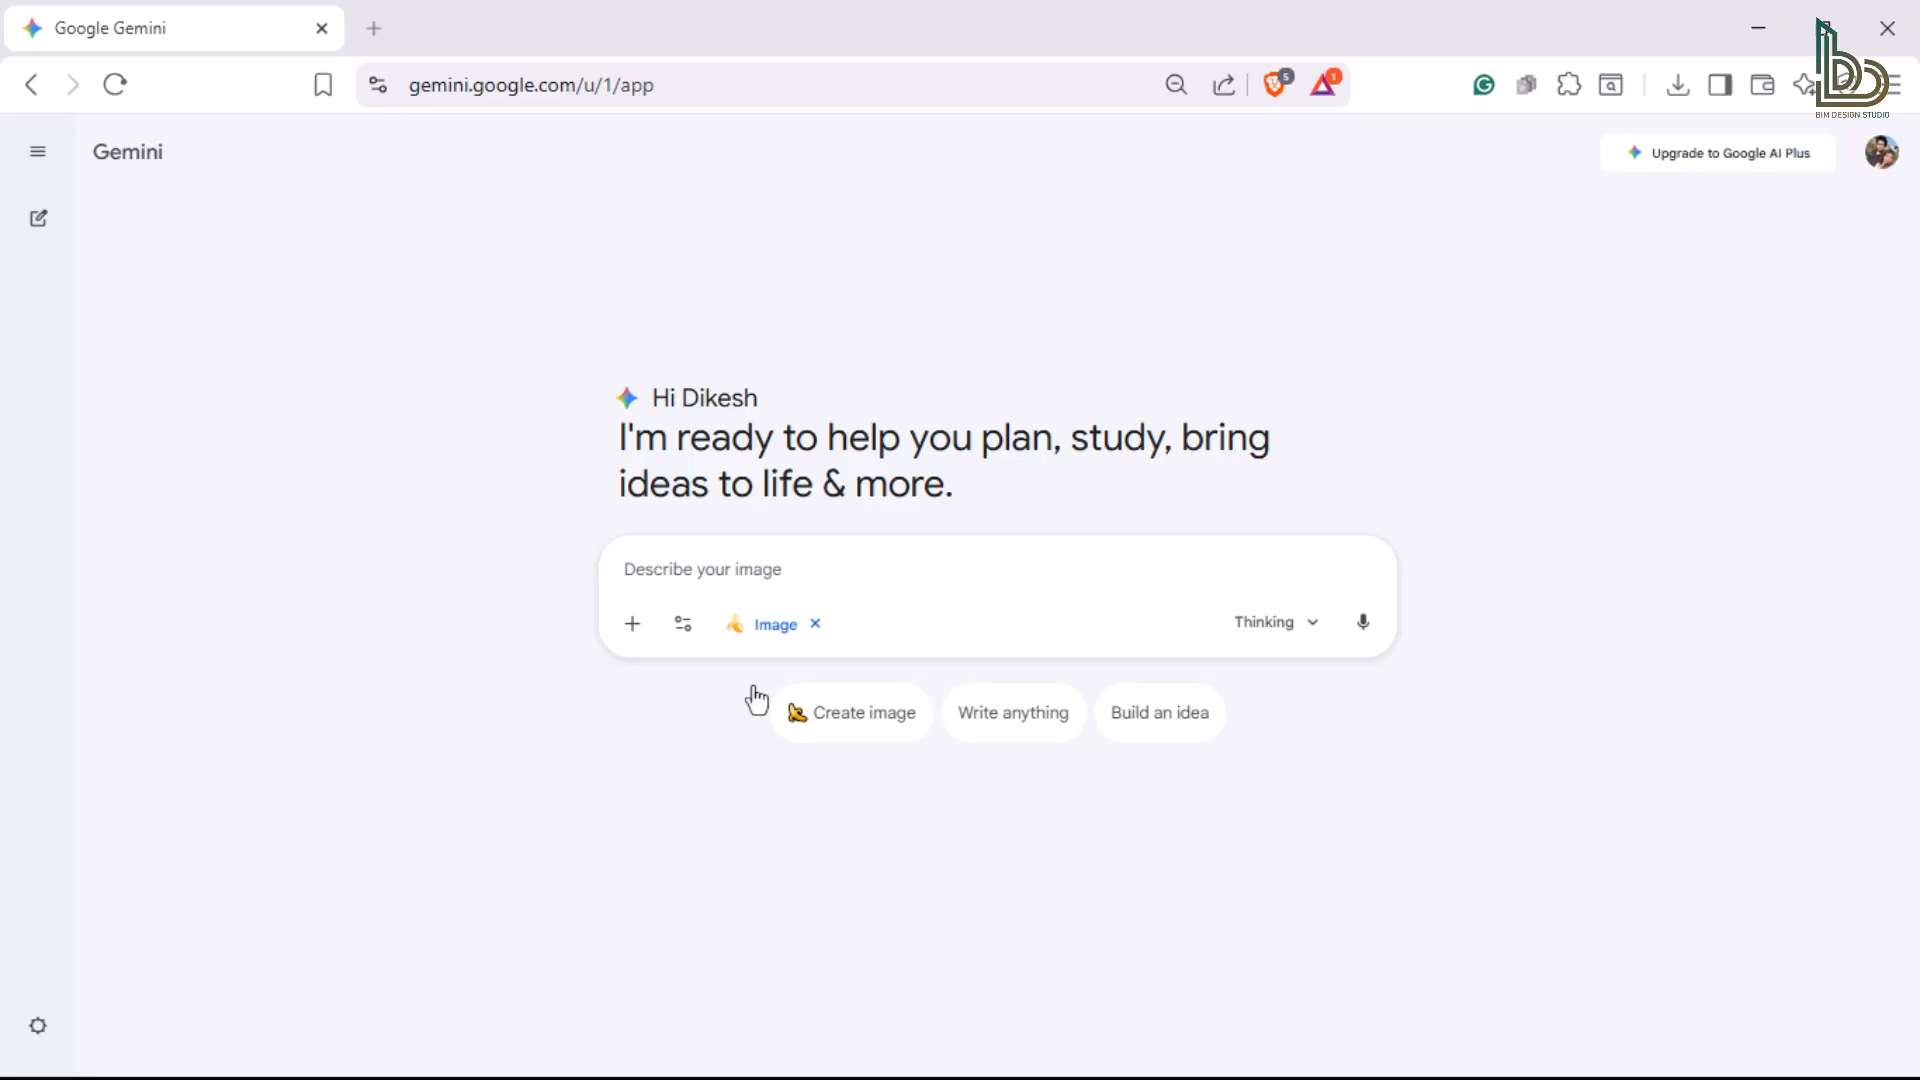 Google Gemini
gemini.google.com/u/1/app
5
1
BIM DESIGN STUDIO
Gemini
Upgrade to Google AI Plus
Hi Dikesh
I'm ready to help you plan, study, bring
ideas to life & more.
Describe your image
Image
Thinking
Create image
Write anything
Build an idea